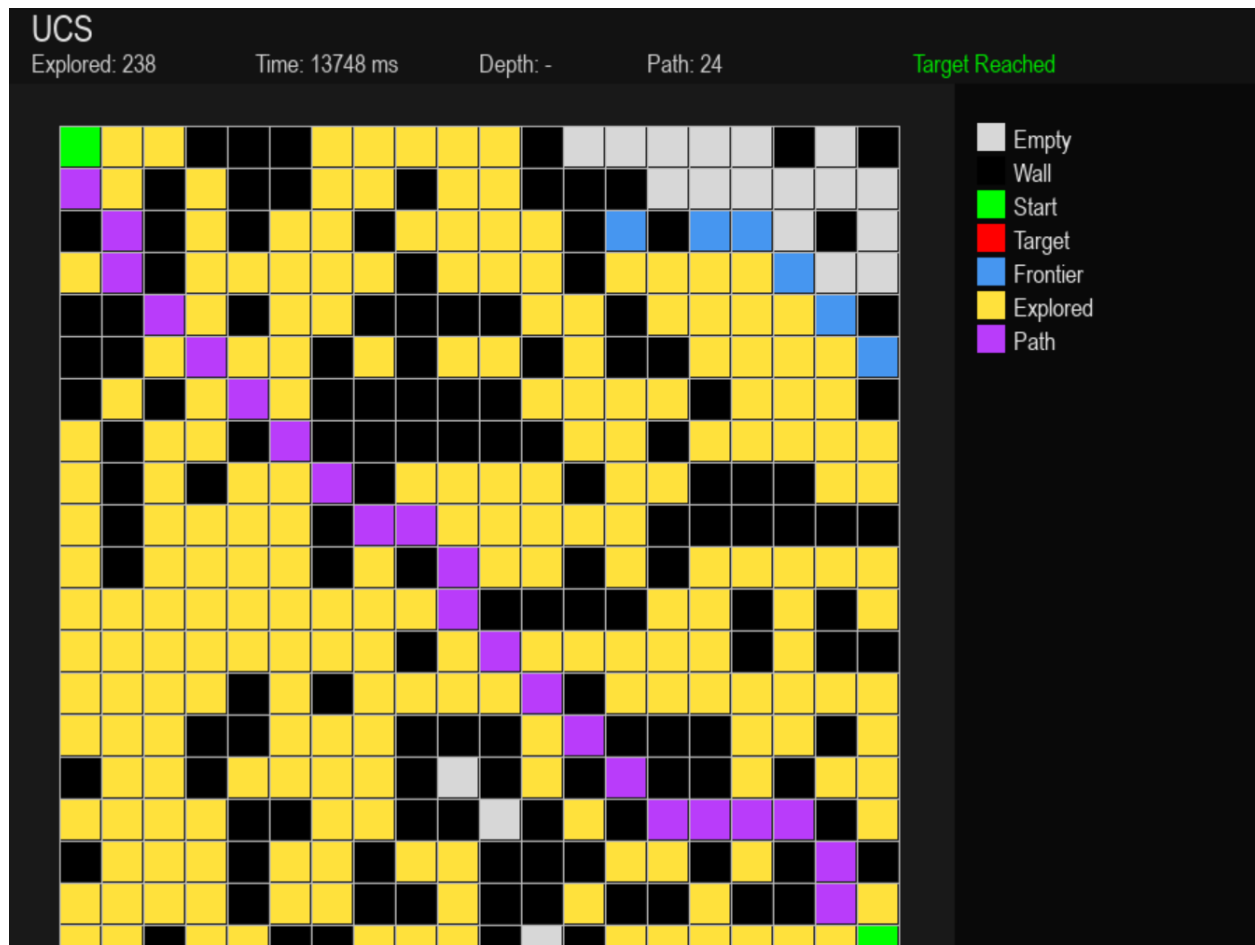 UCS
Explored: 238 Time: 13748 ms Depth: - Path: 24 Target Reached
Empty
Wall
Start
Target
Frontier
Explored
Path